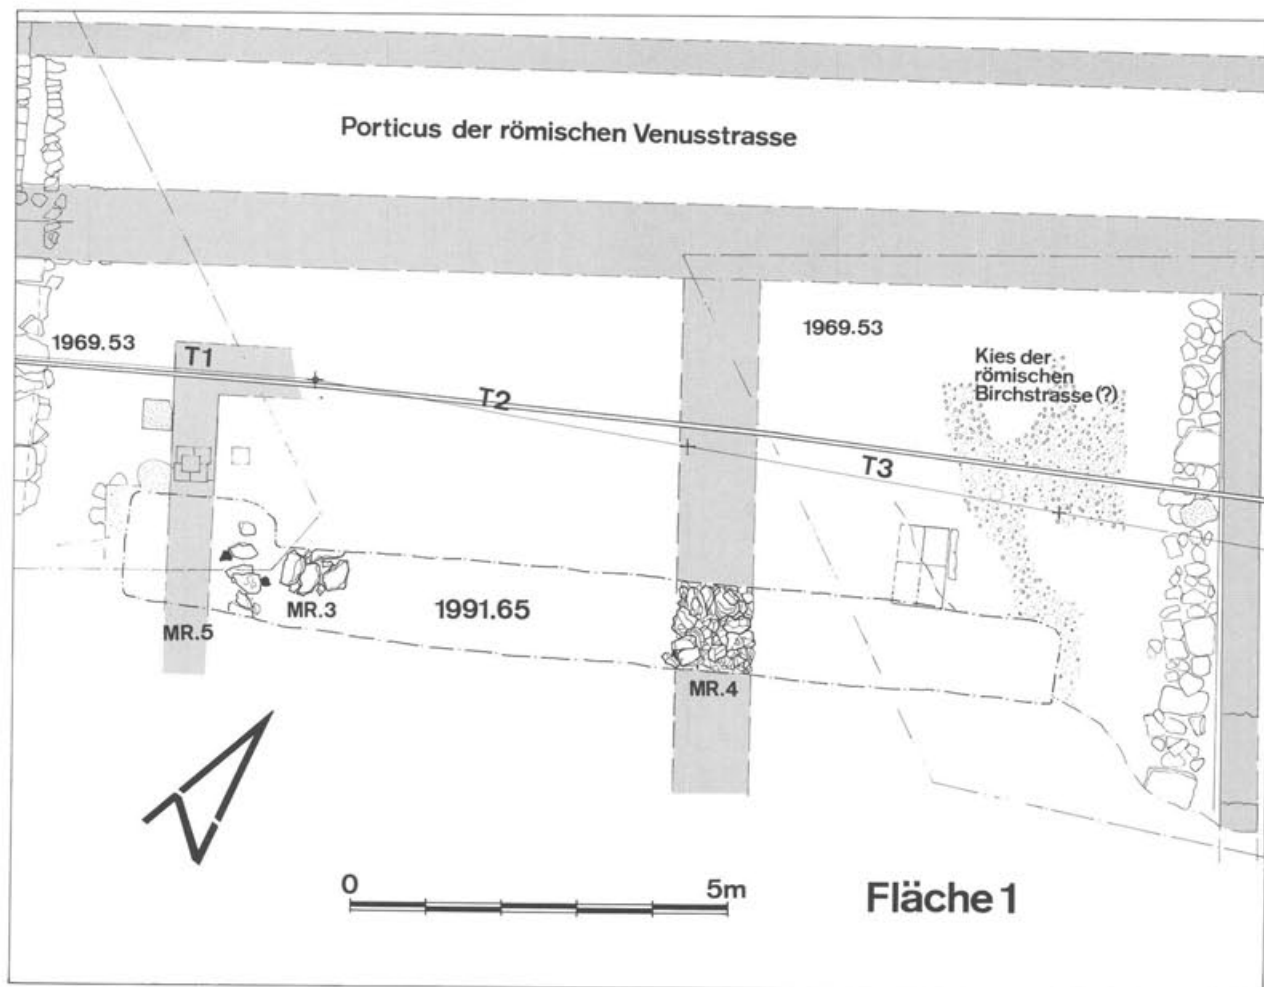 Porticus der römischen Venusstrasse
1969.53
1969.53
T1
Kies der
römischen
Birchstrasse(?)
T2
T3
MR.3
1991.65
MR.5
MR.4
0
5m
Fläche 1